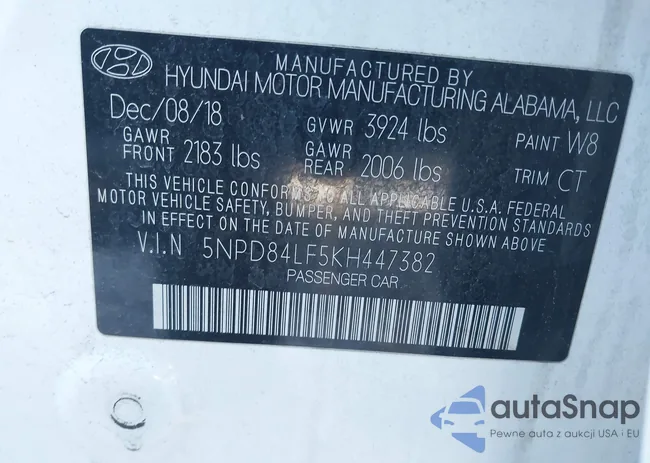 MANUFACTURED BY
HYUNDAI MOTOR MANUFACTURING ALABAMA, LLC
Dec/08/18 GVWR 3924 lbs PAINT W8
GAWR FRONT 2183 lbs GAWR REAR 2006 lbs TRIM CT
THIS VEHICLE CONFORMS TO ALL APPLICABLE U.S.A. FEDERAL
MOTOR VEHICLE SAFETY, BUMPER, AND THEFT PREVENTION STANDARDS
IN EFFECT ON THE DATE OF MANUFACTURE SHOWN ABOVE.
V.I.N 5NPD84LF5KH447382
PASSENGER CAR
autaSnap
Pewne auta z aukcji USA i EU